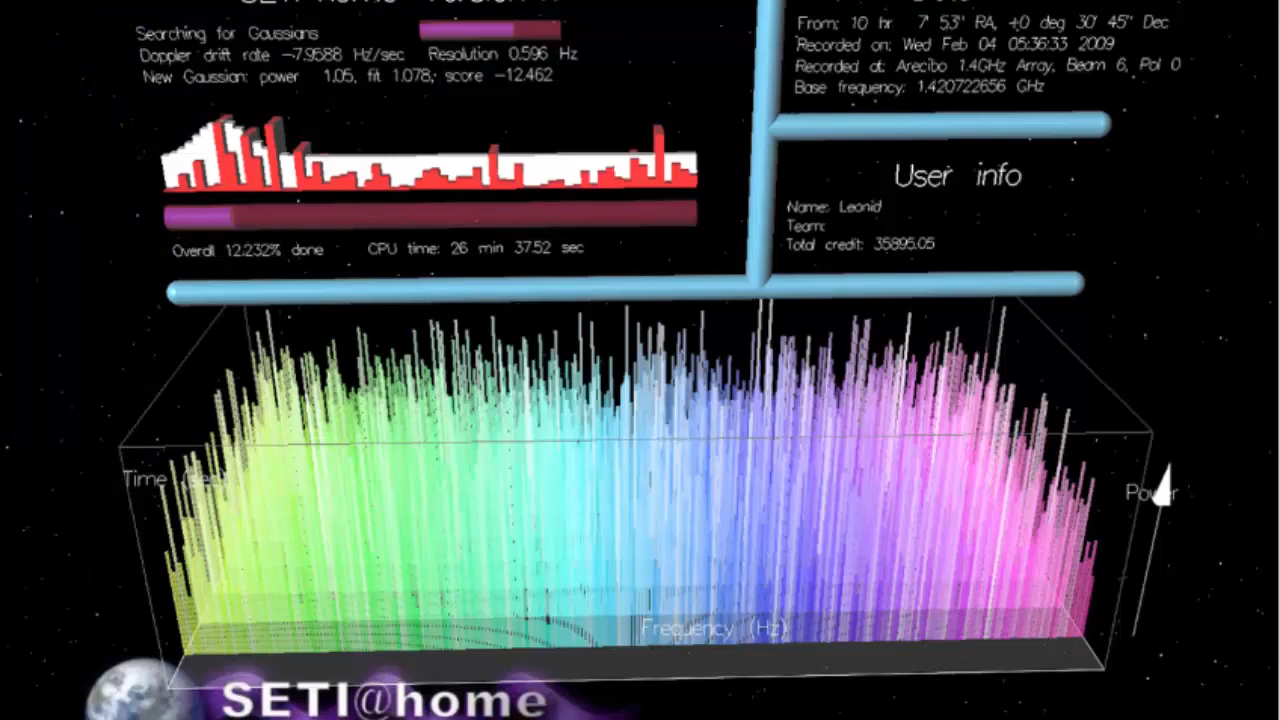 Searching for Gaussians
Doppler drift rate -7.9588 Hz/sec Resolution 0.596 Hz
New Gaussian: power 1.05, fit 1.078, score -12.462
Overall 12.232% done CPU time: 26 min 37.52 sec
From: 10 hr 7' 53" RA, +0 deg 30' 45" Dec
Recorded on: Wed Feb 04 05:36:33 2009
Recorded at: Arecibo 1.4GHz Array, Beam 6, Pol 0
Base frequency: 1.420722656 GHz
User info
Name: Leonid
Team:
Total credit: 35895.05
Time
Power
Frequency (Hz)
SETI@home